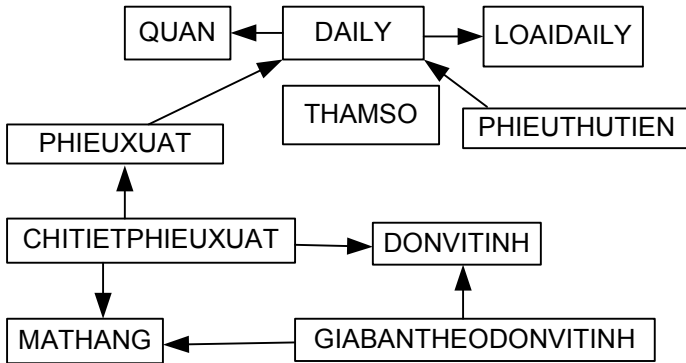 QUAN
DAILY
LOAIDAILY
THAMSO
PHIEUTHUTIEN
PHIEUXUAT
CHITIETPHIEUXUAT
DONVITINH
MATHANG
GIABANTHEODONVITINH